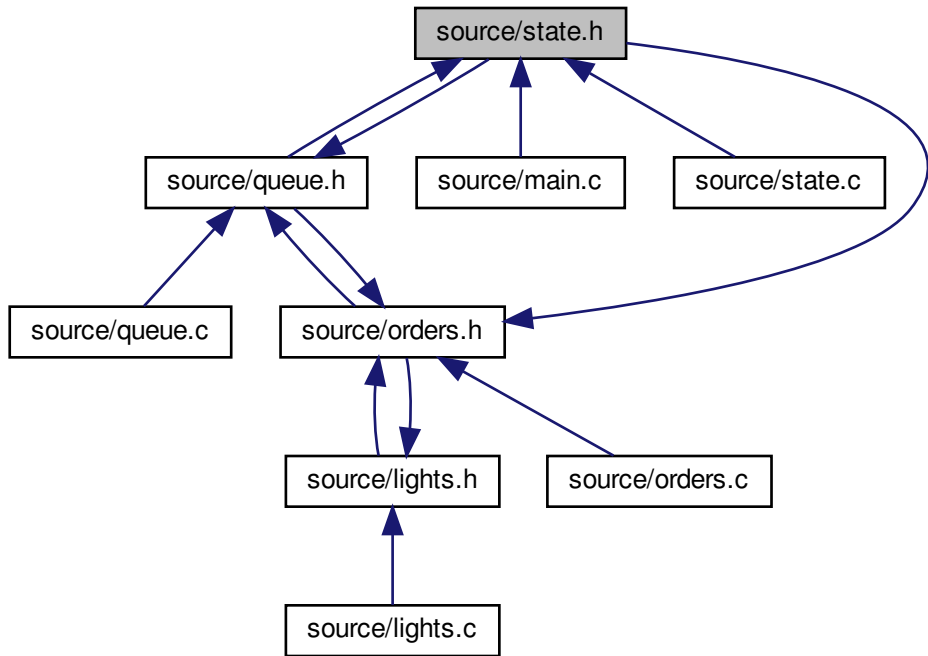 source/state.h
source/queue.h
source/main.c
source/state.c
source/queue.c
source/orders.h
source/lights.h
source/orders.c
source/lights.c